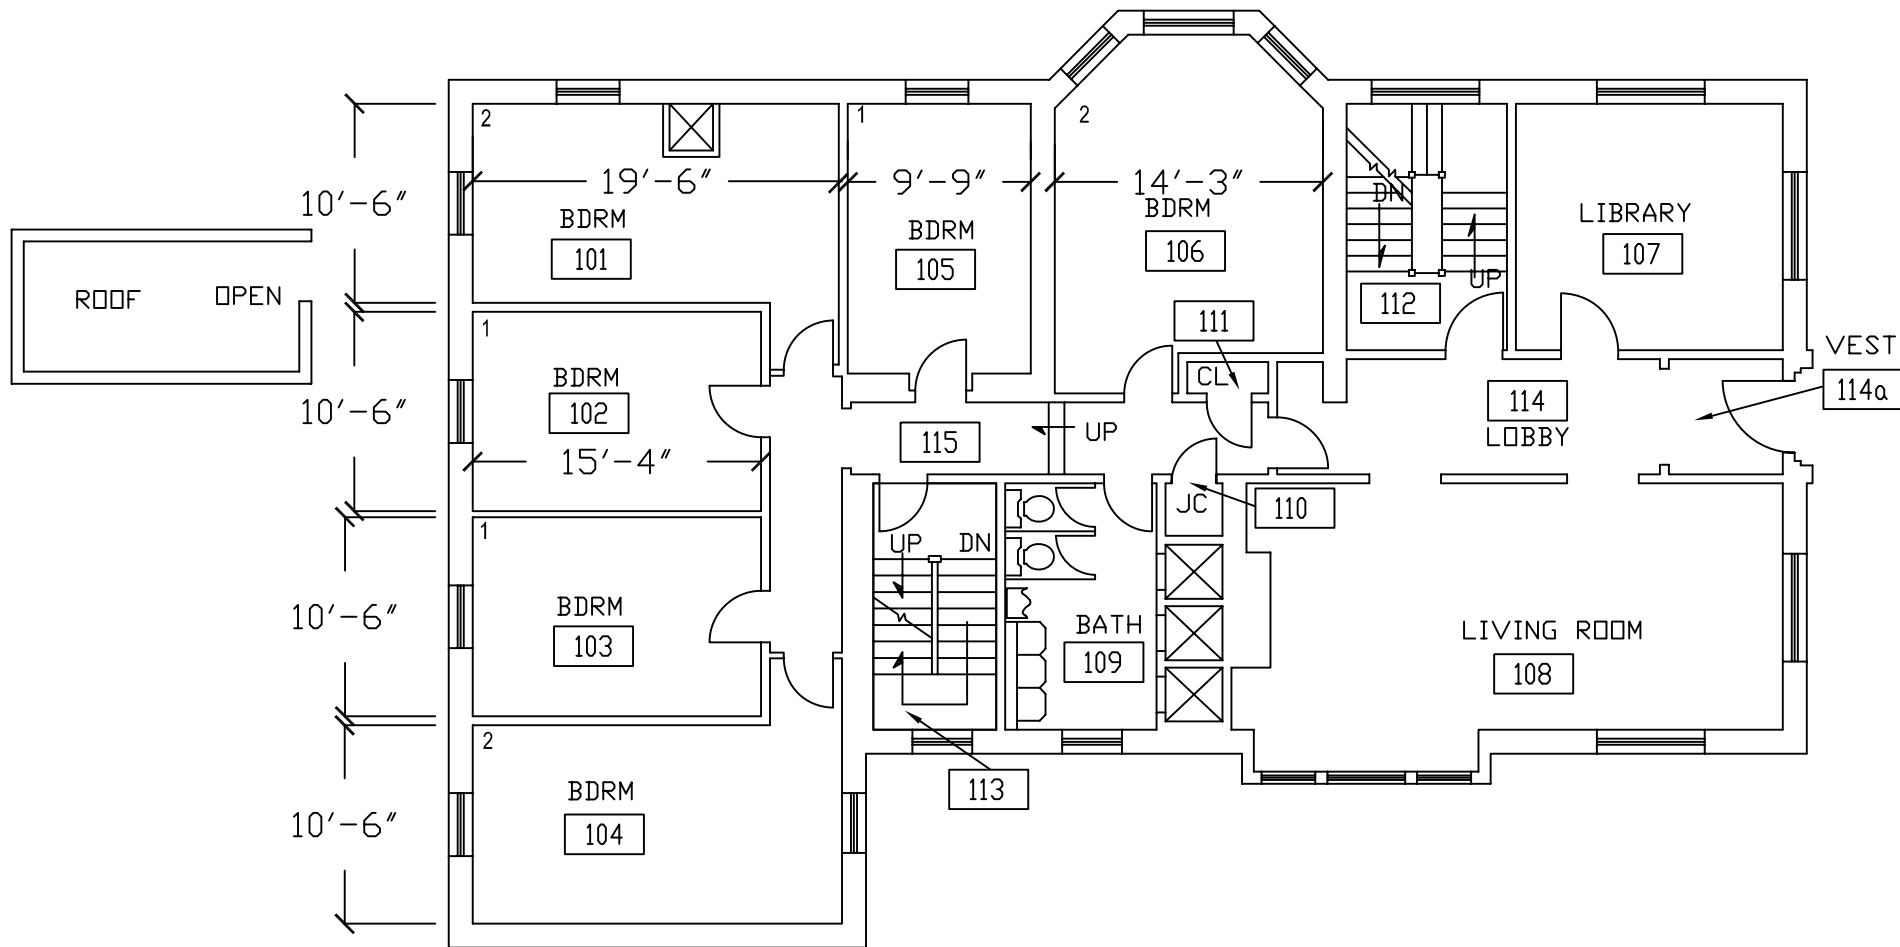 2
1
2
19'-6"
9'-9"
14'-3"
10'-6"
BDRM
101
BDRM
105
BDRM
106
DN
UP
112
LIBRARY
107
ROOF OPEN
111
VEST
114a
1
BDRM
102
10'-6"
15'-4"
CL
115
UP
114
LOBBY
JC
110
1
BDRM
103
10'-6"
UP DN
BATH
109
LIVING ROOM
108
2
BDRM
104
10'-6"
113